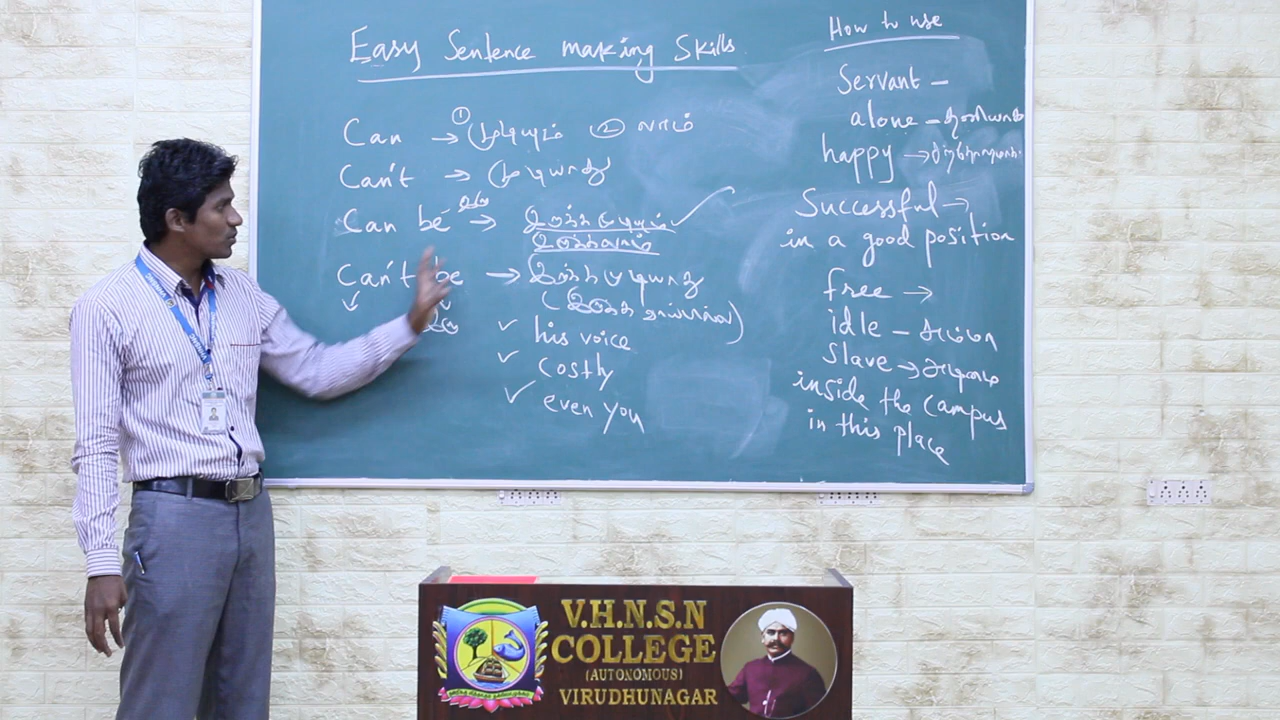 Easy Sentence making Skills
Can → ① முடியும் ② லாம்
Can't → முடியாது
Can be → இருக்கமுடியும் ✓
இரு
இருக்கலாம்
Can't be → இருக்கமுடியாது
இரு
✓ his voice
✓ costly
✓ even you
How to use
Servant –
alone – தனியாக
happy →
Successful →
in a good position
free →
idle – சும்மா
Slave → அடிமை
inside the campus
in this place
V.H.N.S.N
COLLEGE
(AUTONOMOUS)
VIRUDHUNAGAR